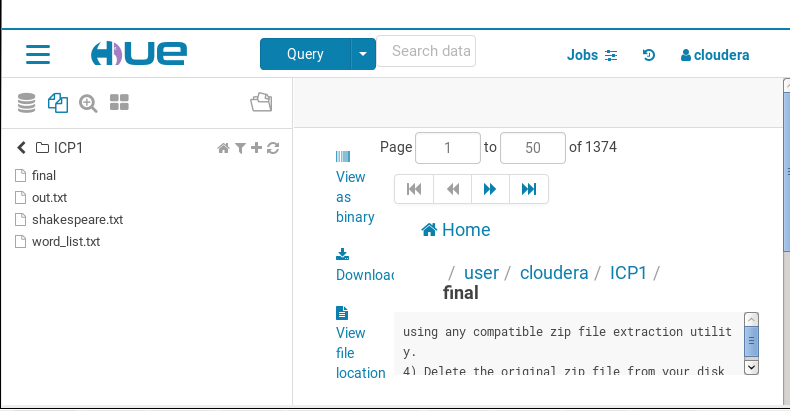 HUE
Query
Search data
Jobs
cloudera
ICP1
final
out.txt
shakespeare.txt
word_list.txt
Page 1 to 50 of 1374
View
as
binary
Download
View
file
location
Home
/ user / cloudera / ICP1 /
final
using any compatible zip file extraction utilit
y.
4) Delete the original zip file from your disk